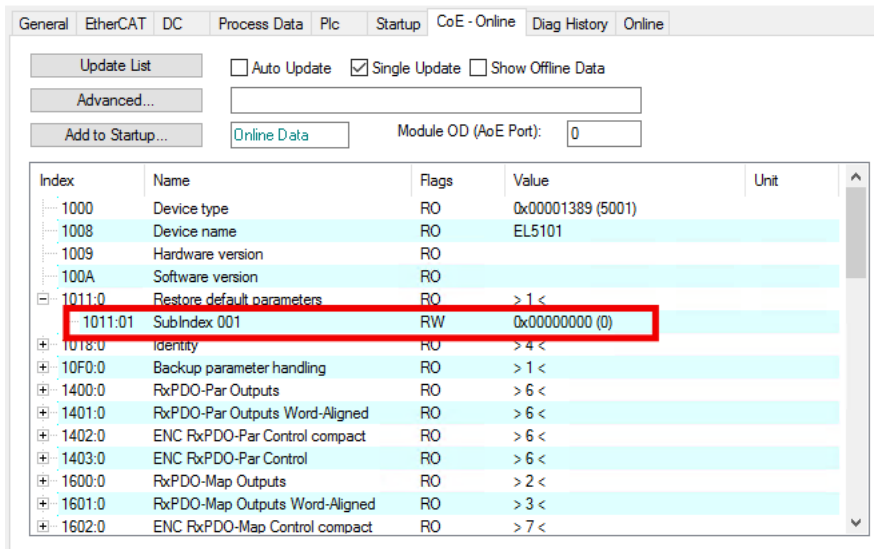 General EtherCAT DC Process Data Plc Startup CoE - Online Diag History Online
Update List Auto Update Single Update Show Offline Data
Advanced...
Add to Startup... Online Data Module OD (AoE Port): 0
Index Name Flags Value Unit
1000 Device type RO 0x00001389 (5001)
1008 Device name RO EL5101
1009 Hardware version RO
100A Software version RO
1011:0 Restore default parameters RO > 1 <
1011:01 SubIndex 001 RW 0x00000000 (0)
1018:0 Identity RO > 4 <
10F0:0 Backup parameter handling RO > 1 <
1400:0 RxPDO-Par Outputs RO > 6 <
1401:0 RxPDO-Par Outputs Word-Aligned RO > 6 <
1402:0 ENC RxPDO-Par Control compact RO > 6 <
1403:0 ENC RxPDO-Par Control RO > 6 <
1600:0 RxPDO-Map Outputs RO > 2 <
1601:0 RxPDO-Map Outputs Word-Aligned RO > 3 <
1602:0 ENC RxPDO-Map Control compact RO > 7 <